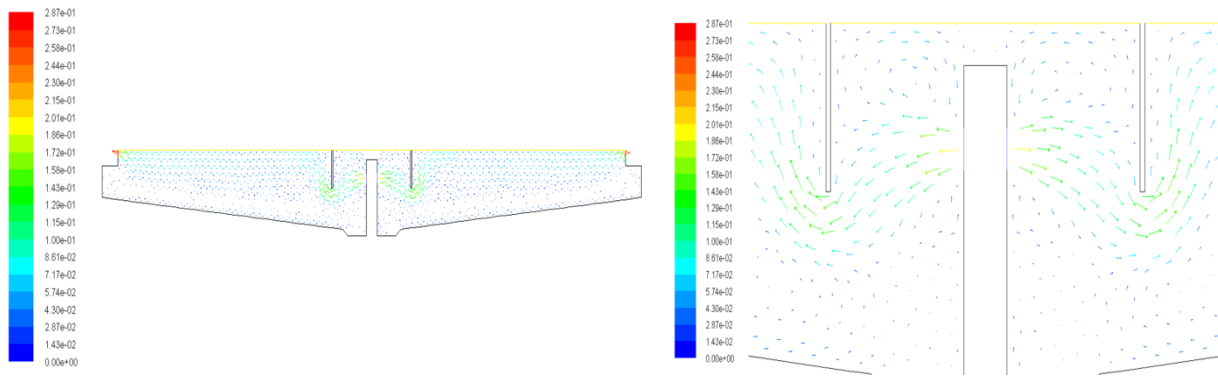 2.87e-01
2.73e-01
2.58e-01
2.44e-01
2.30e-01
2.15e-01
2.01e-01
1.86e-01
1.72e-01
1.58e-01
1.43e-01
1.29e-01
1.15e-01
1.00e-01
8.61e-02
7.17e-02
5.74e-02
4.30e-02
2.87e-02
1.43e-02
0.00e+00
2.87e-01
2.73e-01
2.58e-01
2.44e-01
2.30e-01
2.15e-01
2.01e-01
1.86e-01
1.72e-01
1.58e-01
1.43e-01
1.29e-01
1.15e-01
1.00e-01
8.61e-02
7.17e-02
5.74e-02
4.30e-02
2.87e-02
1.43e-02
0.00e+00